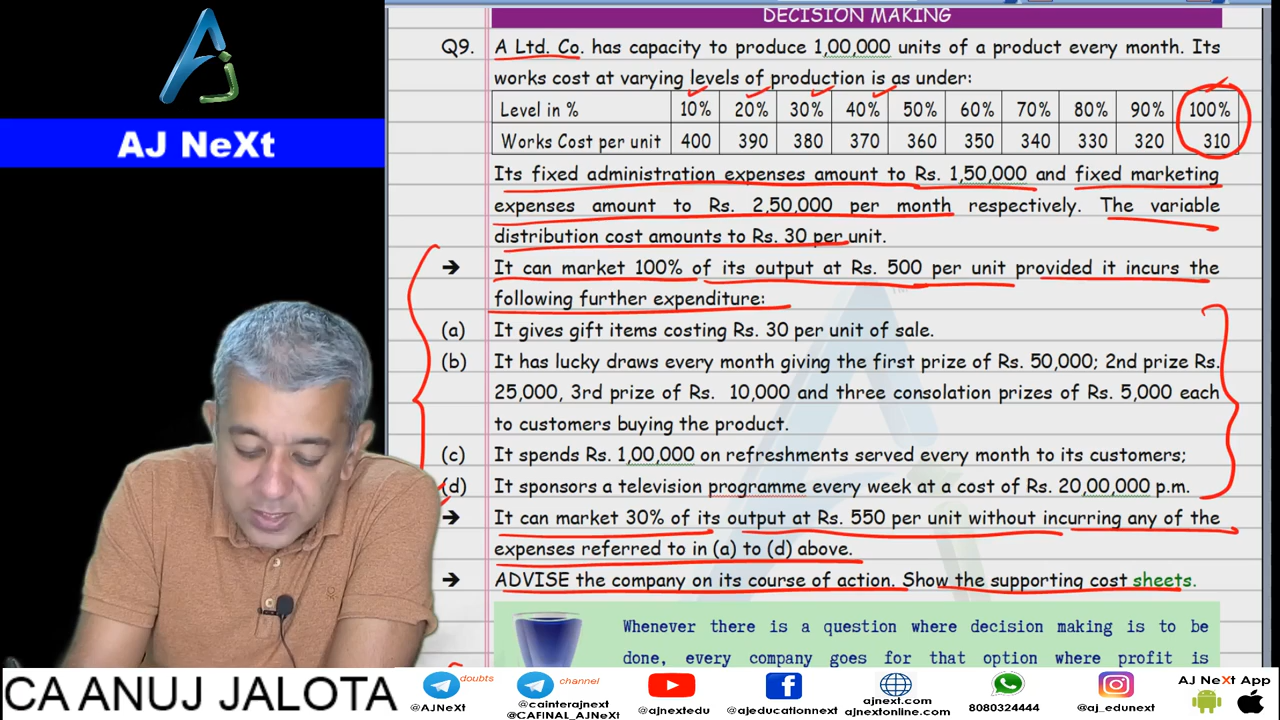 DECISION MAKING
Q9. A Ltd. Co. has capacity to produce 1,00,000 units of a product every month. Its
works cost at varying levels of production is as under:
Level in % 10% 20% 30% 40% 50% 60% 70% 80% 90% 100%
Works Cost per unit 400 390 380 370 360 350 340 330 320 310
Its fixed administration expenses amount to Rs. 1,50,000 and fixed marketing
expenses amount to Rs. 2,50,000 per month respectively. The variable
distribution cost amounts to Rs. 30 per unit.
➔ It can market 100% of its output at Rs. 500 per unit provided it incurs the
following further expenditure:
(a) It gives gift items costing Rs. 30 per unit of sale.
(b) It has lucky draws every month giving the first prize of Rs. 50,000; 2nd prize Rs.
25,000, 3rd prize of Rs. 10,000 and three consolation prizes of Rs. 5,000 each
to customers buying the product.
(c) It spends Rs. 1,00,000 on refreshments served every month to its customers;
(d) It sponsors a television programme every week at a cost of Rs. 20,00,000 p.m.
➔ It can market 30% of its output at Rs. 550 per unit without incurring any of the
expenses referred to in (a) to (d) above.
➔ ADVISE the company on its course of action. Show the supporting cost sheets.
Whenever there is a question where decision making is to be
done, every company goes for that option where profit is
AJ NeXt
CA ANUJ JALOTA
doubts
@AJNeXt
channel
@cainterajnext
@CAFINAL_AJNeXt
@ajnextedu
@ajeducationnext
ajnext.com
ajnextonline.com
8080324444
@aj_edunext
AJ NeXt App